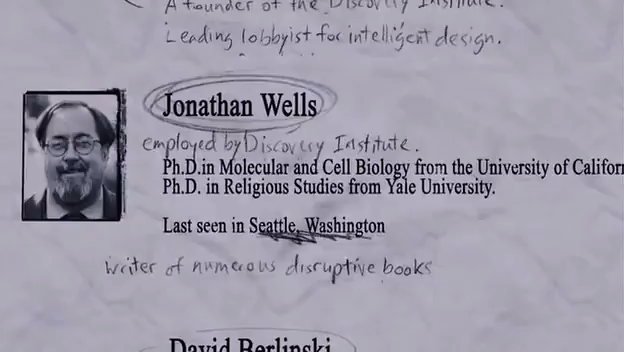 A founder of the Discovery Institute.
Leading lobbyist for intelligent design.
Jonathan Wells
employed by Discovery Institute.
Ph.D.in Molecular and Cell Biology from the University of Califor
Ph.D. in Religious Studies from Yale University.
Last seen in Seattle, Washington
writer of numerous disruptive books
David Berlinski